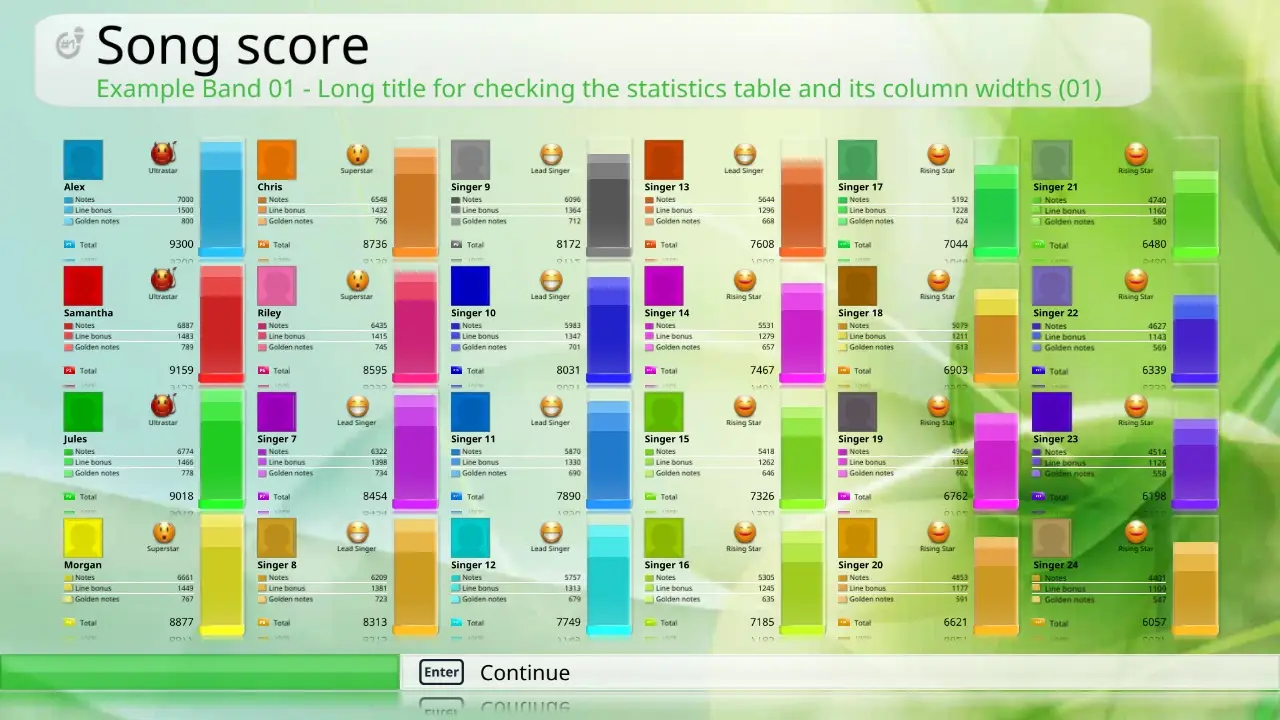 Song score
Example Band 01 - Long title for checking the statistics table and its column widths (01)
Ultrastar
Alex
Notes 7000
Line bonus 1500
Golden notes 800
Total 9300
Superstar
Chris
Notes 6548
Line bonus 1432
Golden notes 756
Total 8736
Lead Singer
Singer 9
Notes 6096
Line bonus 1364
Golden notes 712
Total 8172
Lead Singer
Singer 13
Notes 5644
Line bonus 1296
Golden notes 668
Total 7608
Rising Star
Singer 17
Notes 5192
Line bonus 1228
Golden notes 624
Total 7044
Rising Star
Singer 21
Notes 4740
Line bonus 1160
Golden notes 580
Total 6480
Ultrastar
Samantha
Notes 6887
Line bonus 1483
Golden notes 789
Total 9159
Superstar
Riley
Notes 6435
Line bonus 1415
Golden notes 745
Total 8595
Lead Singer
Singer 10
Notes 5983
Line bonus 1347
Golden notes 701
Total 8031
Rising Star
Singer 14
Notes 5531
Line bonus 1279
Golden notes 657
Total 7467
Rising Star
Singer 18
Notes 5079
Line bonus 1211
Golden notes 613
Total 6903
Rising Star
Singer 22
Notes 4627
Line bonus 1143
Golden notes 569
Total 6339
Ultrastar
Jules
Notes 6774
Line bonus 1466
Golden notes 778
Total 9018
Lead Singer
Singer 7
Notes 6322
Line bonus 1398
Golden notes 734
Total 8454
Lead Singer
Singer 11
Notes 5870
Line bonus 1330
Golden notes 690
Total 7890
Rising Star
Singer 15
Notes 5418
Line bonus 1262
Golden notes 646
Total 7326
Rising Star
Singer 19
Notes 4966
Line bonus 1194
Golden notes 602
Total 6762
Rising Star
Singer 23
Notes 4514
Line bonus 1126
Golden notes 558
Total 6198
Superstar
Morgan
Notes 6661
Line bonus 1449
Golden notes 767
Total 8877
Lead Singer
Singer 8
Notes 6209
Line bonus 1381
Golden notes 723
Total 8313
Lead Singer
Singer 12
Notes 5757
Line bonus 1313
Golden notes 679
Total 7749
Rising Star
Singer 16
Notes 5305
Line bonus 1245
Golden notes 635
Total 7185
Rising Star
Singer 20
Notes 4853
Line bonus 1177
Golden notes 591
Total 6621
Rising Star
Singer 24
Notes 4401
Line bonus 1109
Golden notes 547
Total 6057
Enter Continue